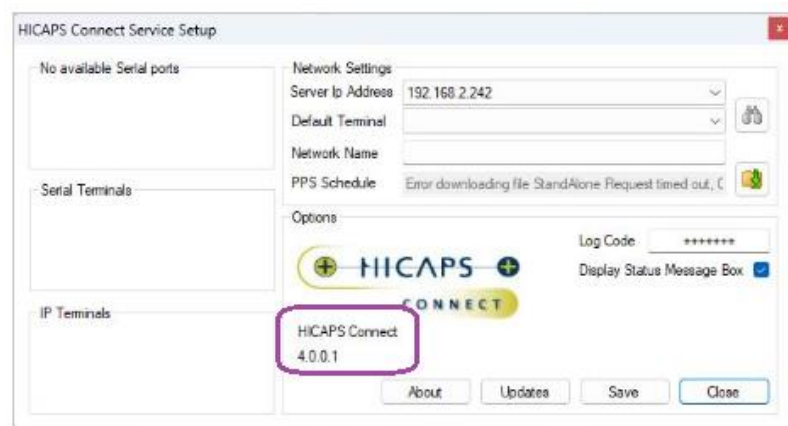 HICAPS Connect Service Setup
x
No available Serial ports
Serial Terminals
IP Terminals
Network Settings
Server Ip Address 192.168.2.242
Default Terminal
Network Name
PPS Schedule Error downloading file StandAlone Request timed out, C
Options
HICAPS
CONNECT
HICAPS Connect
4.0.0.1
Log Code +++++++
Display Status Message Box
About Updates Save Close